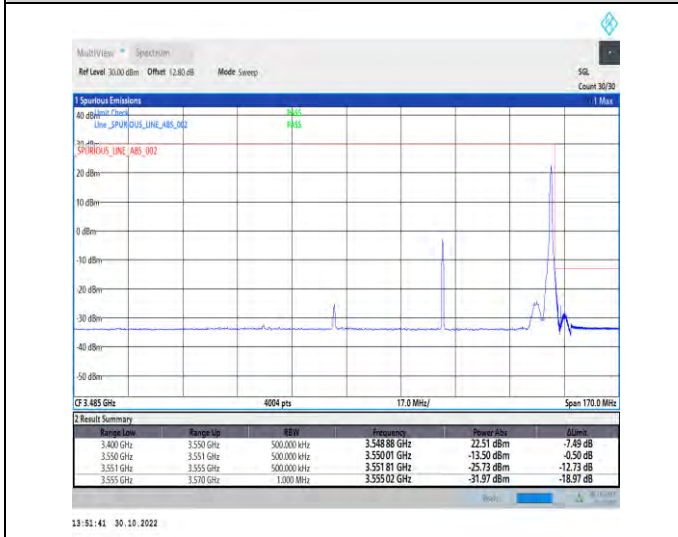 MultiView Spectrum
Ref Level 30.00 dBm Offset 12.80 dB Mode Sweep SGL
Count 30/30
1 Spurious Emissions 1 Max
40 dBm Limit Check PASS
Line _SPURIOUS_LINE_ABS_002 PASS
30 dBm
_SPURIOUS_LINE_ABS_002
20 dBm
10 dBm
0 dBm
-10 dBm
-20 dBm
-30 dBm
-40 dBm
-50 dBm
CF 3.485 GHz 4004 pts 17.0 MHz/ Span 170.0 MHz
2 Result Summary
Range Low Range Up RBW Frequency Power Abs ΔLimit
3.400 GHz 3.550 GHz 500.000 kHz 3.548 88 GHz 22.51 dBm -7.49 dB
3.550 GHz 3.551 GHz 500.000 kHz 3.550 01 GHz -13.50 dBm -0.50 dB
3.551 GHz 3.555 GHz 500.000 kHz 3.551 81 GHz -25.73 dBm -12.73 dB
3.555 GHz 3.570 GHz 1.000 MHz 3.555 02 GHz -31.97 dBm -18.97 dB
13:51:41 30.10.2022